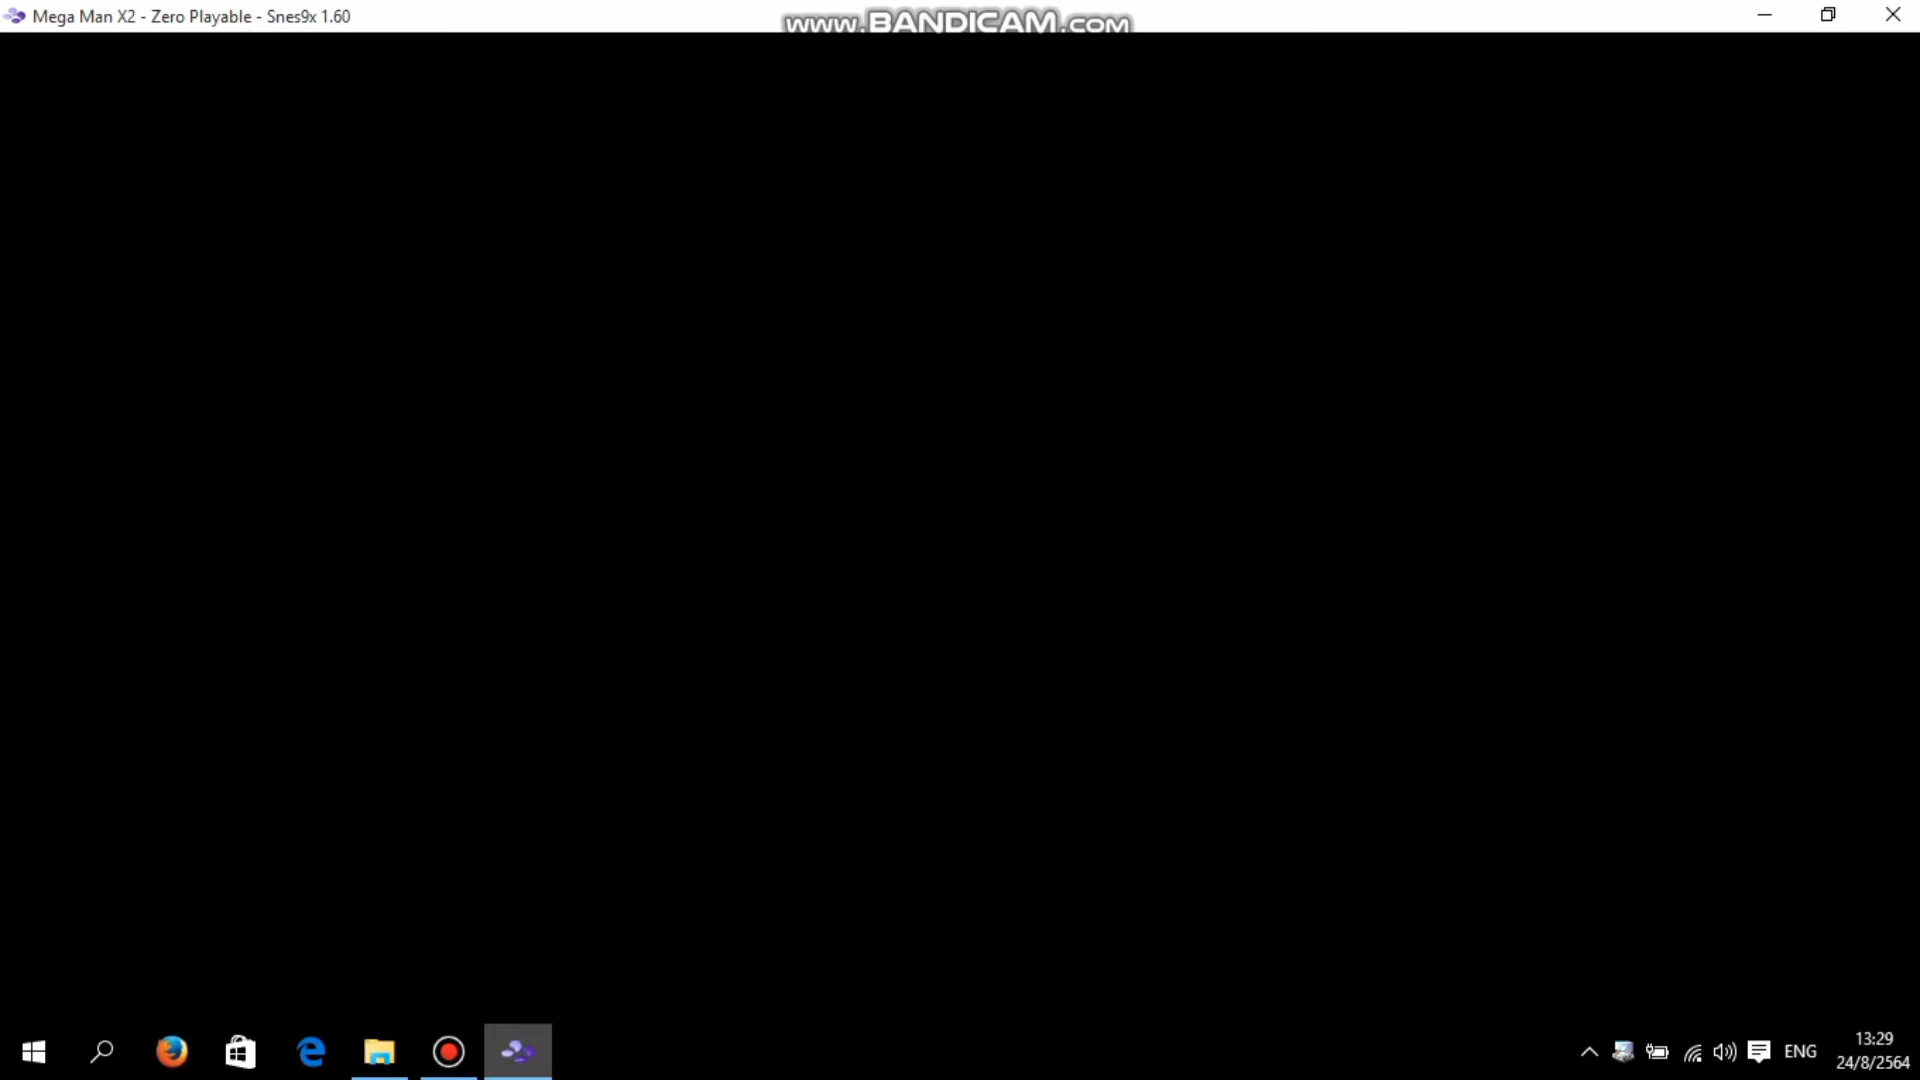 Mega Man X2 - Zero Playable - Snes9x 1.60
www.BANDICAM.com
ENG
13:29
24/8/2564